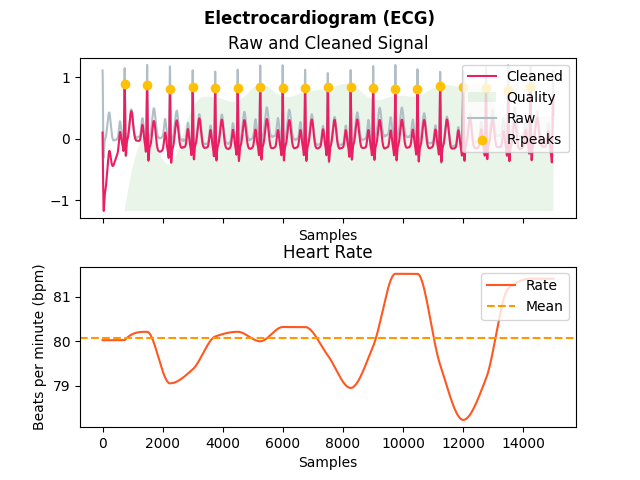 Electrocardiogram (ECG)
Raw and Cleaned Signal
1
0
−1
Cleaned
Quality
Raw
R-peaks
Samples
Heart Rate
Beats per minute (bpm)
81
80
79
Rate
Mean
0 2000 4000 6000 8000 10000 12000 14000
Samples